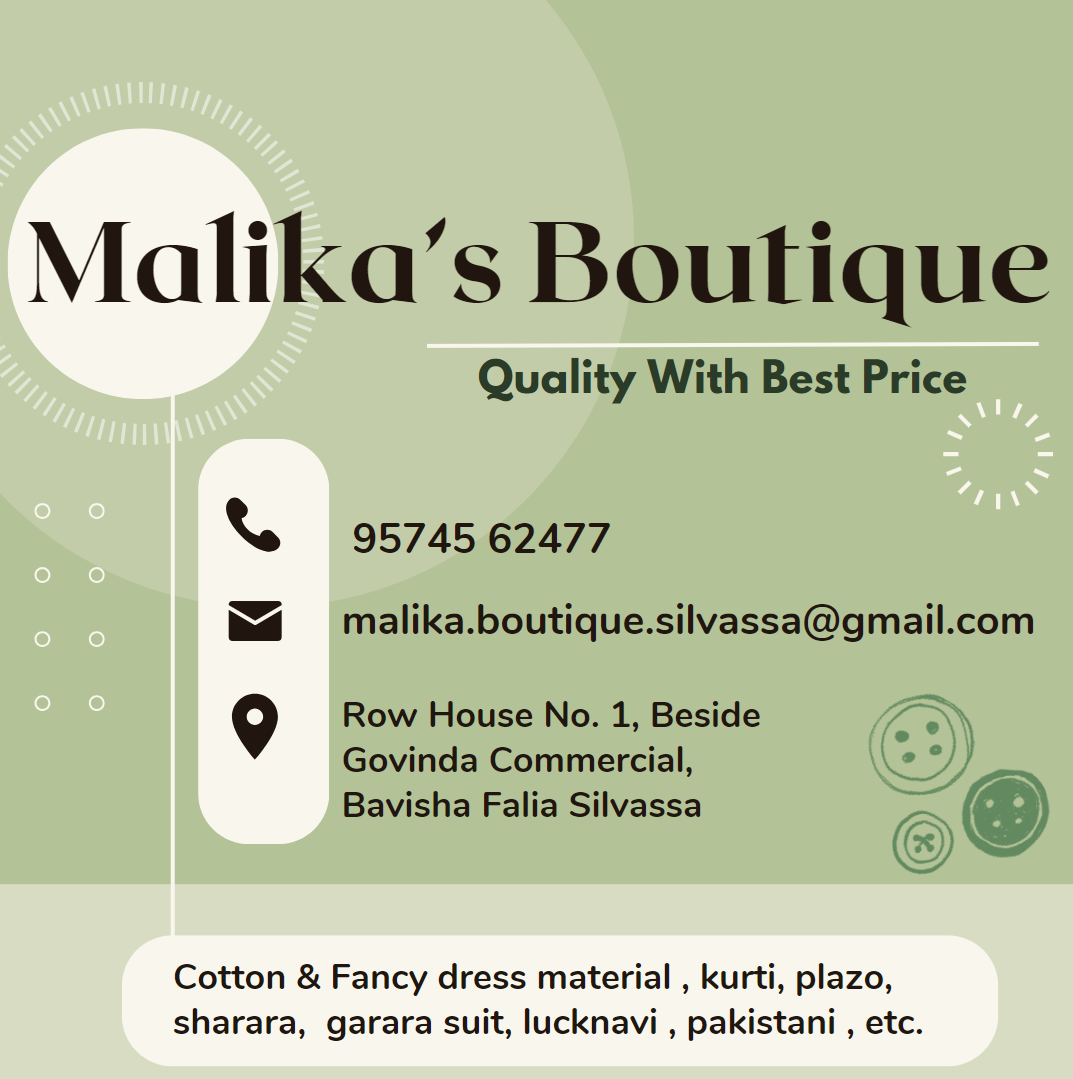 Malika's Boutique
Quality With Best Price
95745 62477
malika.boutique.silvassa@gmail.com
Row House No. 1, Beside
Govinda Commercial,
Bavisha Falia Silvassa
Cotton & Fancy dress material , kurti, plazo,
sharara,  garara suit, lucknavi , pakistani , etc.